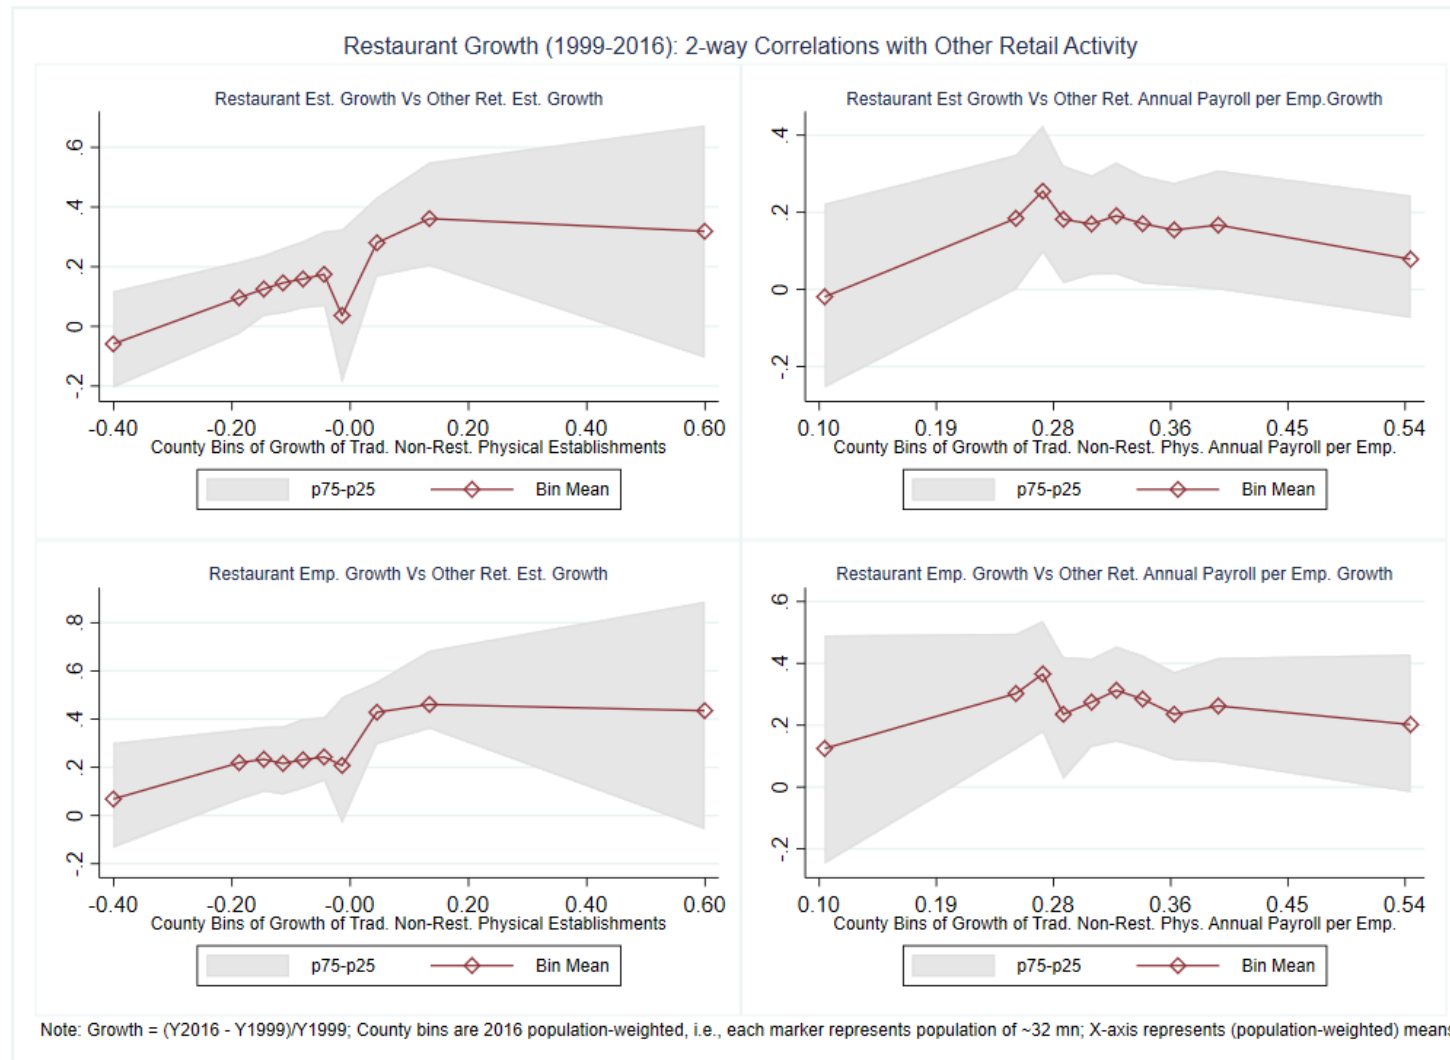 Restaurant Growth (1999-2016): 2-way Correlations with Other Retail Activity
Restaurant Est. Growth Vs Other Ret. Est. Growth
.6
.4
.2
0
-.2
-0.40 -0.20 -0.00 0.20 0.40 0.60
County Bins of Growth of Trad. Non-Rest. Physical Establishments
p75-p25 Bin Mean
Restaurant Est Growth Vs Other Ret. Annual Payroll per Emp.Growth
.4
.2
0
-.2
0.10 0.19 0.28 0.36 0.45 0.54
County Bins of Growth of Trad. Non-Rest. Phys. Annual Payroll per Emp.
p75-p25 Bin Mean
Restaurant Emp. Growth Vs Other Ret. Est. Growth
.8
.6
.4
.2
0
-.2
-0.40 -0.20 -0.00 0.20 0.40 0.60
County Bins of Growth of Trad. Non-Rest. Physical Establishments
p75-p25 Bin Mean
Restaurant Emp. Growth Vs Other Ret. Annual Payroll per Emp. Growth
.6
.4
.2
0
-.2
0.10 0.19 0.28 0.36 0.45 0.54
County Bins of Growth of Trad. Non-Rest. Phys. Annual Payroll per Emp.
p75-p25 Bin Mean
Note: Growth = (Y2016 - Y1999)/Y1999; County bins are 2016 population-weighted, i.e., each marker represents population of ~32 mn; X-axis represents (population-weighted) means